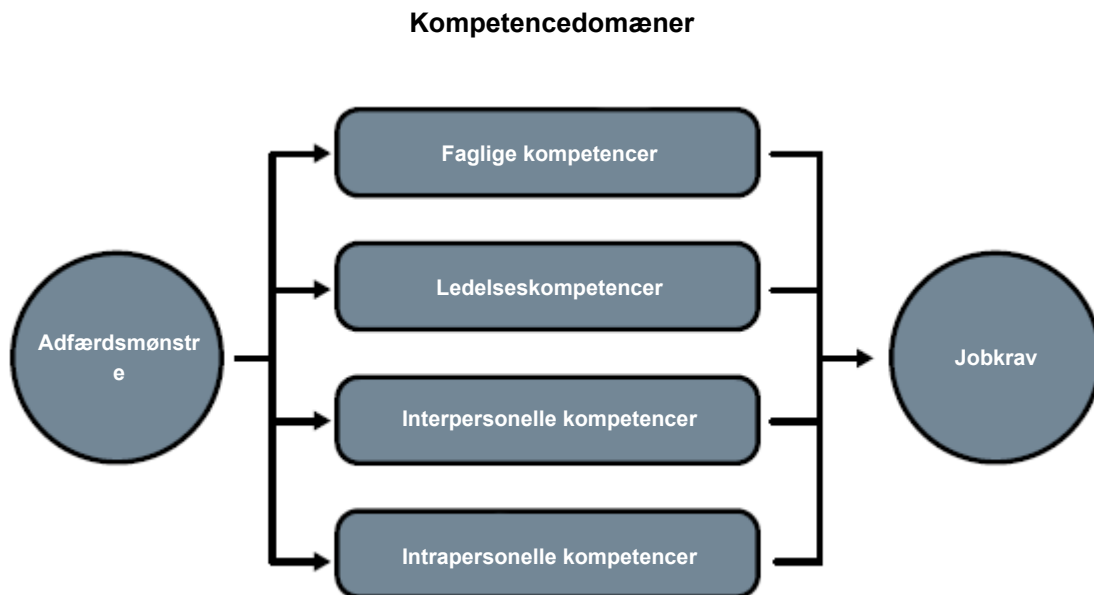 Kompetencedomæner
Faglige kompetencer
Ledelseskompetencer
Adfærdsmønstr
e
Jobkrav
Interpersonelle kompetencer
Intrapersonelle kompetencer